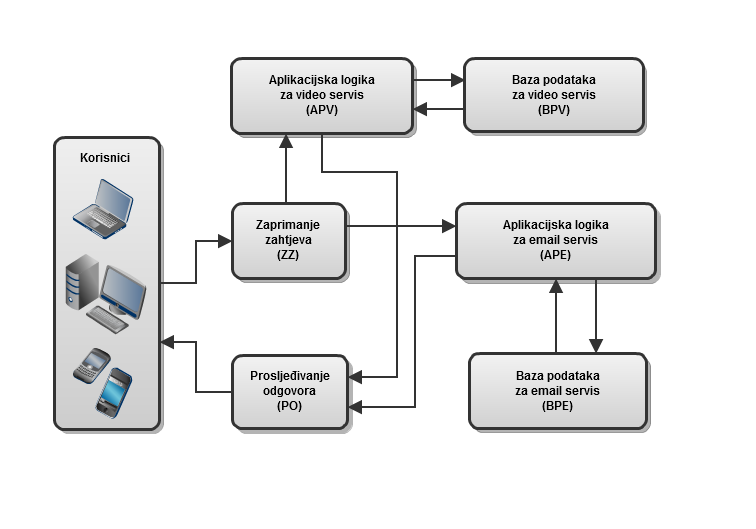 Aplikacijska logika
za video servis
(APV)
Baza podataka
za video servis
(BPV)
Korisnici
Zaprimanje
zahtjeva
(ZZ)
Aplikacijska logika
za email servis
(APE)
Prosljeđivanje
odgovora
(PO)
Baza podataka
za email servis
(BPE)